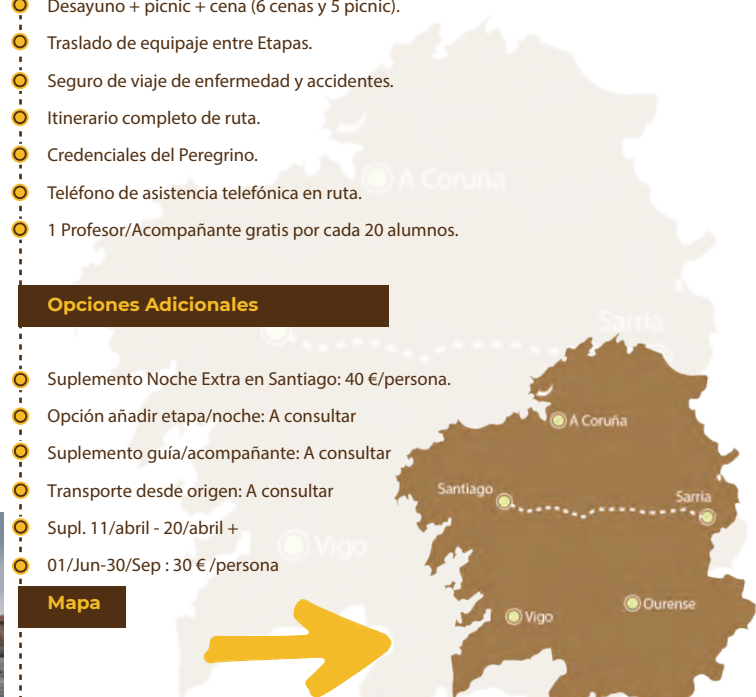 Desayuno + picnic + cena (6 cenas y 5 picnic).
Traslado de equipaje entre Etapas.
Seguro de viaje de enfermedad y accidentes.
Itinerario completo de ruta.
Credenciales del Peregrino.
A Coruña
Teléfono de asistencia telefónica en ruta.
1 Profesor/Acompañante gratis por cada 20 alumnos.
Opciones Adicionales
Sarria
Suplemento Noche Extra en Santiago: 40 €/persona.
Opción añadir etapa/noche: A consultar
Suplemento guía/acompañante: A consultar
Transporte desde origen: A consultar
Supl. 11/abril - 20/abril +
01/Jun-30/Sep : 30 € /persona
Vigo
Mapa
A Coruña
Santiago
Sarria
Vigo
Ourense